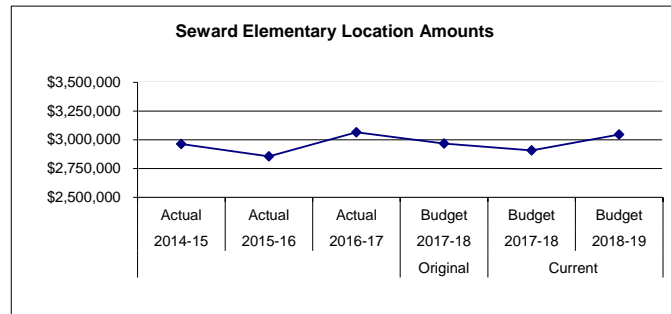 Seward Elementary Location Amounts
$3,500,000
$3,250,000
$3,000,000
$2,750,000
$2,500,000
Actual Actual Actual Budget Budget Budget
2014-15 2015-16 2016-17 2017-18 2017-18 2018-19
Original Current